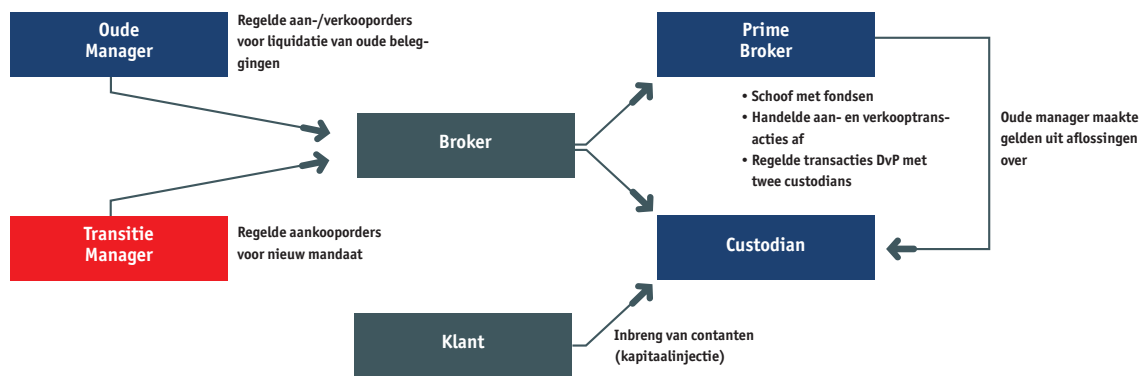 Oude
Manager
Regelde aan-/verkooporders
voor liquidatie van oude beleg-
gingen
Prime
Broker
• Schoof met fondsen
• Handelde aan- en verkooptrans-
acties af
• Regelde transacties DvP met
twee custodians
Oude manager maakte
gelden uit aflossingen
over
Broker
Transitie
Manager
Regelde aankooporders
voor nieuw mandaat
Custodian
Klant
Inbreng van contanten
(kapitaalinjectie)